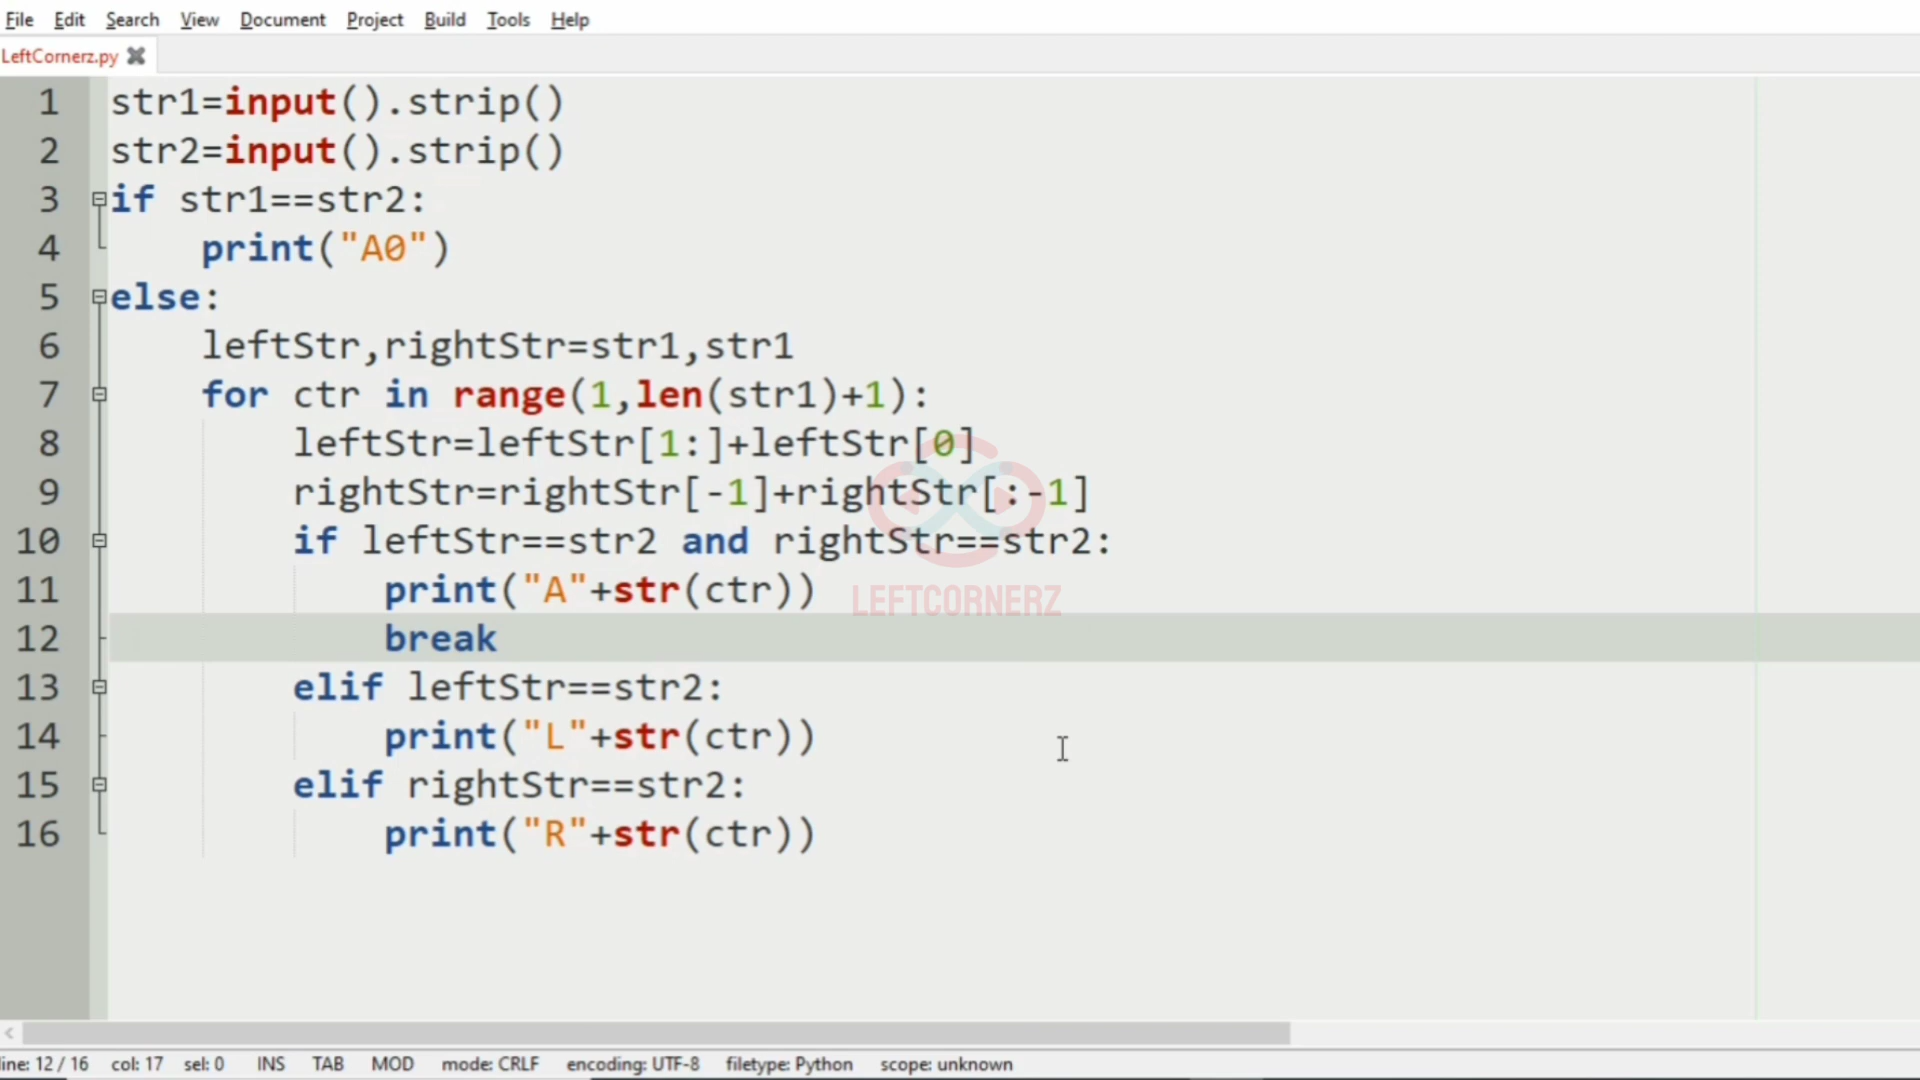 File Edit Search View Document Project Build Tools Help
LeftCornerz.py
1 str1=input().strip()
2 str2=input().strip()
3 if str1==str2:
4     print("A0")
5 else:
6     leftStr,rightStr=str1,str1
7     for ctr in range(1,len(str1)+1):
8         leftStr=leftStr[1:]+leftStr[0]
9         rightStr=rightStr[-1]+rightStr[:-1]
10         if leftStr==str2 and rightStr==str2:
11             print("A"+str(ctr))
LEFTCORNERZ
12             break
13         elif leftStr==str2:
14             print("L"+str(ctr))
15         elif rightStr==str2:
16             print("R"+str(ctr))
line: 12 / 16 col: 17 sel: 0 INS TAB MOD mode: CRLF encoding: UTF-8 filetype: Python scope: unknown